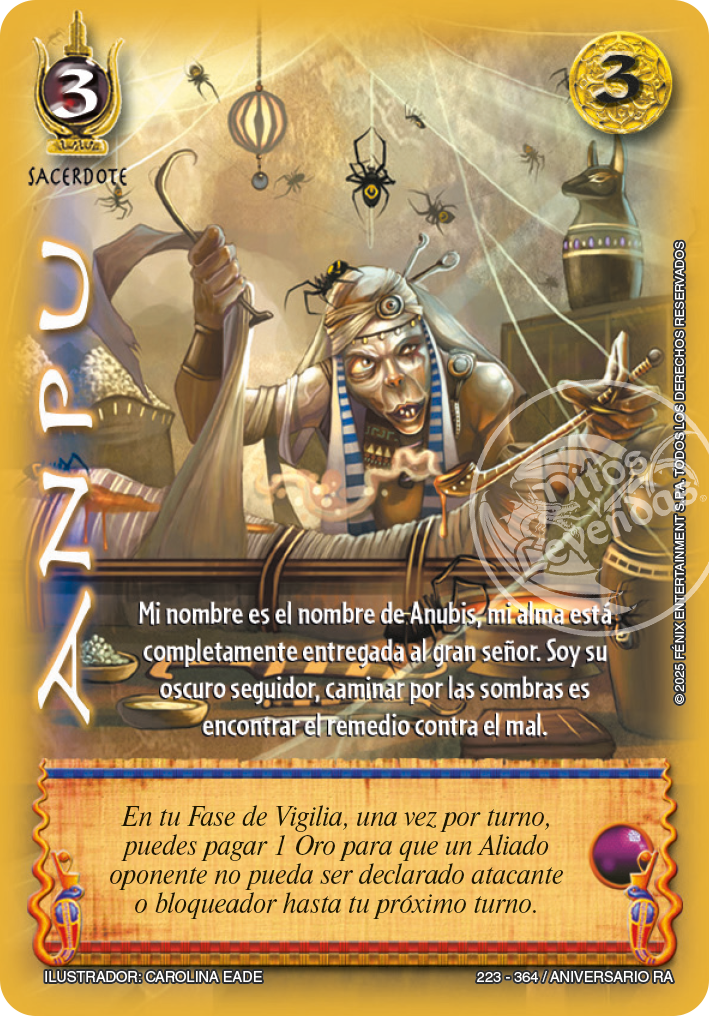 3
3
SACERDOTE
ANPU
Mi nombre es el nombre de Anubis, mi alma está
completamente entregada al gran señor. Soy su
oscuro seguidor, caminar por las sombras es
encontrar el remedio contra el mal.
© 2025 FÉNIX ENTERTAINMENT S.P.A. TODOS LOS DERECHOS RESERVADOS
Mitos
y
Leyendas
En tu Fase de Vigilia, una vez por turno,
puedes pagar 1 Oro para que un Aliado
oponente no pueda ser declarado atacante
o bloqueador hasta tu próximo turno.
ILUSTRADOR: CAROLINA EADE
223 - 364 / ANIVERSARIO RA